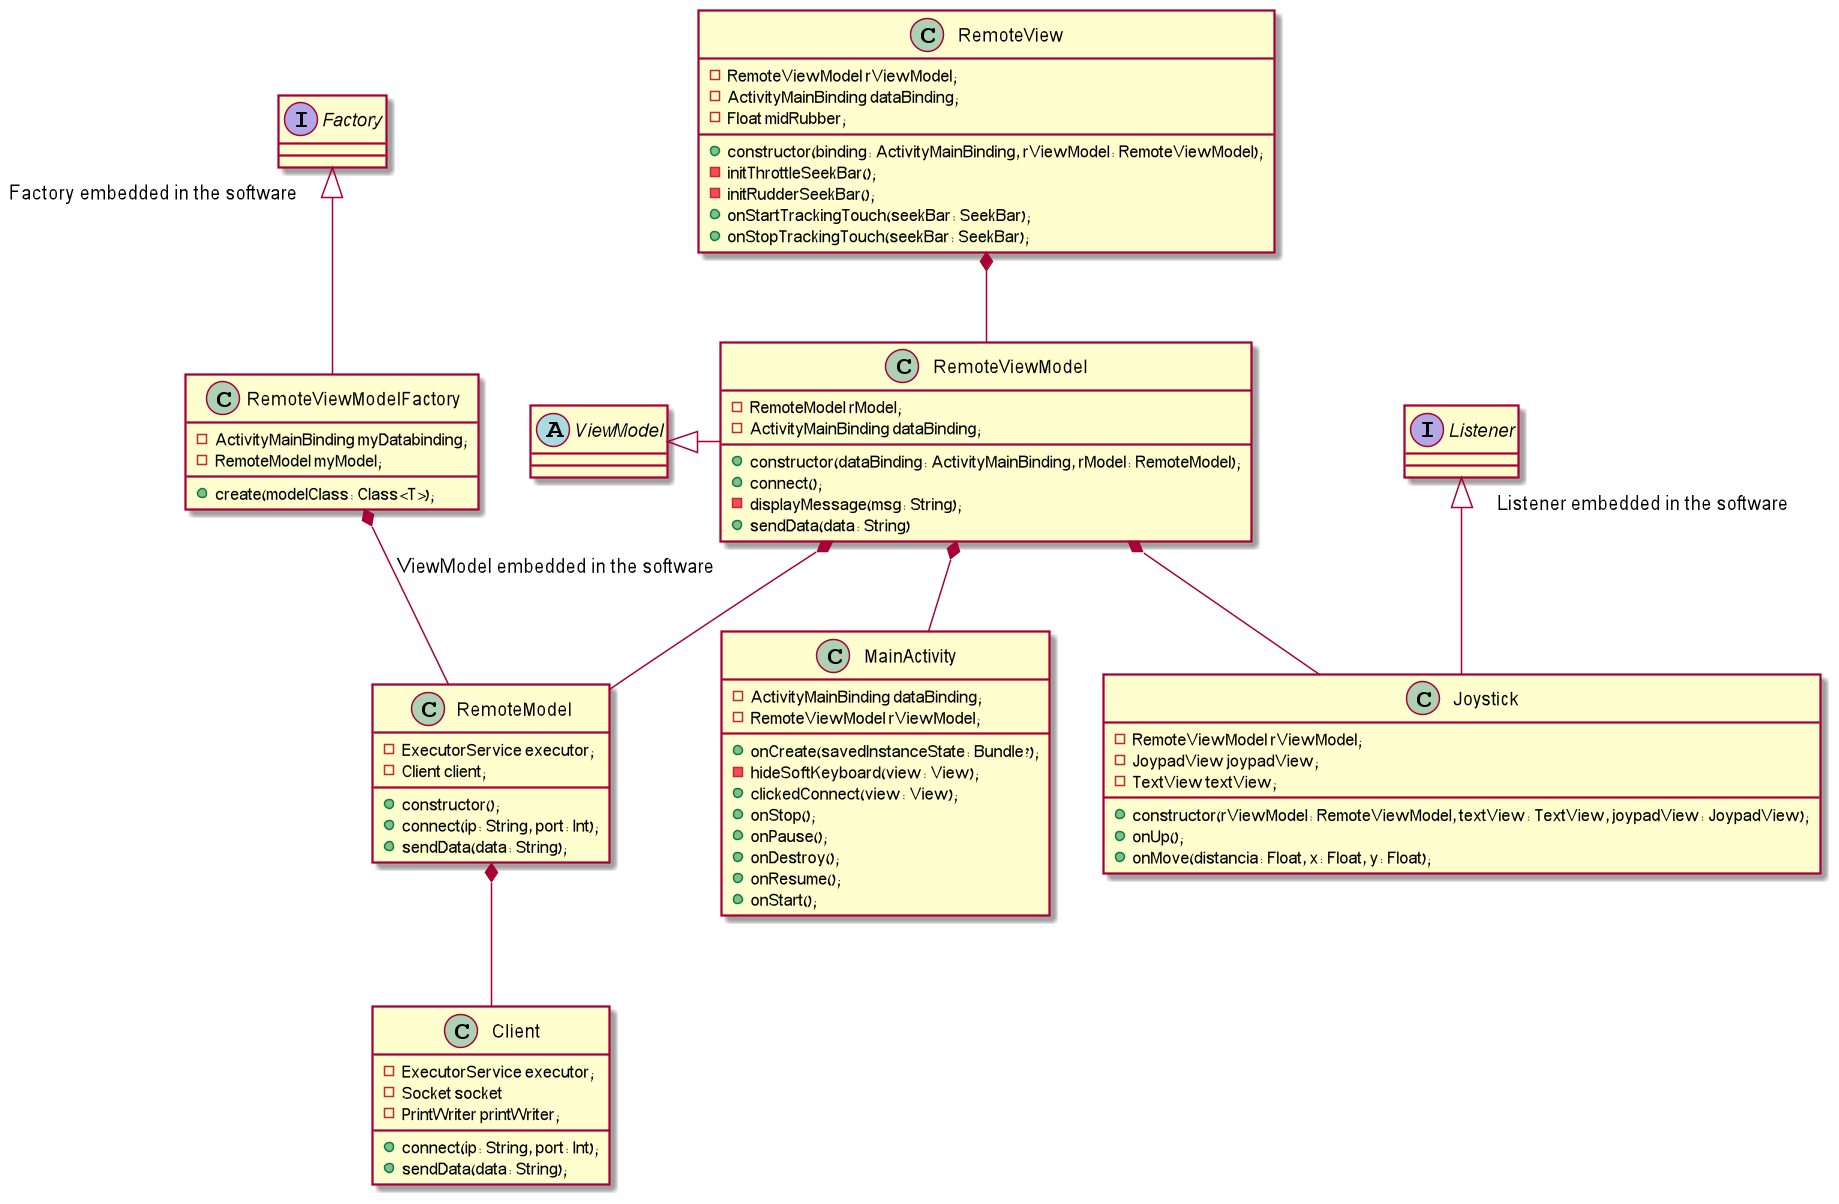 C RemoteView
RemoteViewModel rViewModel;
ActivityMainBinding dataBinding;
Float midRubber;
constructor(binding: ActivityMainBinding, rViewModel: RemoteViewModel);
initThrottleSeekBar();
initRudderSeekBar();
onStartTrackingTouch(seekBar: SeekBar);
onStopTrackingTouch(seekBar: SeekBar);
I Factory
Factory embedded in the software
C RemoteViewModelFactory
ActivityMainBinding myDatabinding;
RemoteModel myModel;
create(modelClass: Class<T>);
A ViewModel
ViewModel embedded in the software
C RemoteViewModel
RemoteModel rModel;
ActivityMainBinding dataBinding;
constructor(dataBinding: ActivityMainBinding, rModel: RemoteModel);
connect();
displayMessage(msg: String);
sendData(data: String)
I Listener
Listener embedded in the software
C RemoteModel
ExecutorService executor;
Client client;
constructor();
connect(ip: String, port: Int);
sendData(data: String);
C MainActivity
ActivityMainBinding dataBinding;
RemoteViewModel rViewModel;
onCreate(savedInstanceState: Bundle?);
hideSoftKeyboard(view: View);
clickedConnect(view: View);
onStop();
onPause();
onDestroy();
onResume();
onStart();
C Joystick
RemoteViewModel rViewModel;
JoypadView joypadView;
TextView textView;
constructor(rViewModel: RemoteViewModel, textView: TextView, joypadView: JoypadView);
onUp();
onMove(distancia: Float, x: Float, y: Float);
C Client
ExecutorService executor;
Socket socket
PrintWriter printWriter;
connect(ip: String, port: Int);
sendData(data: String);